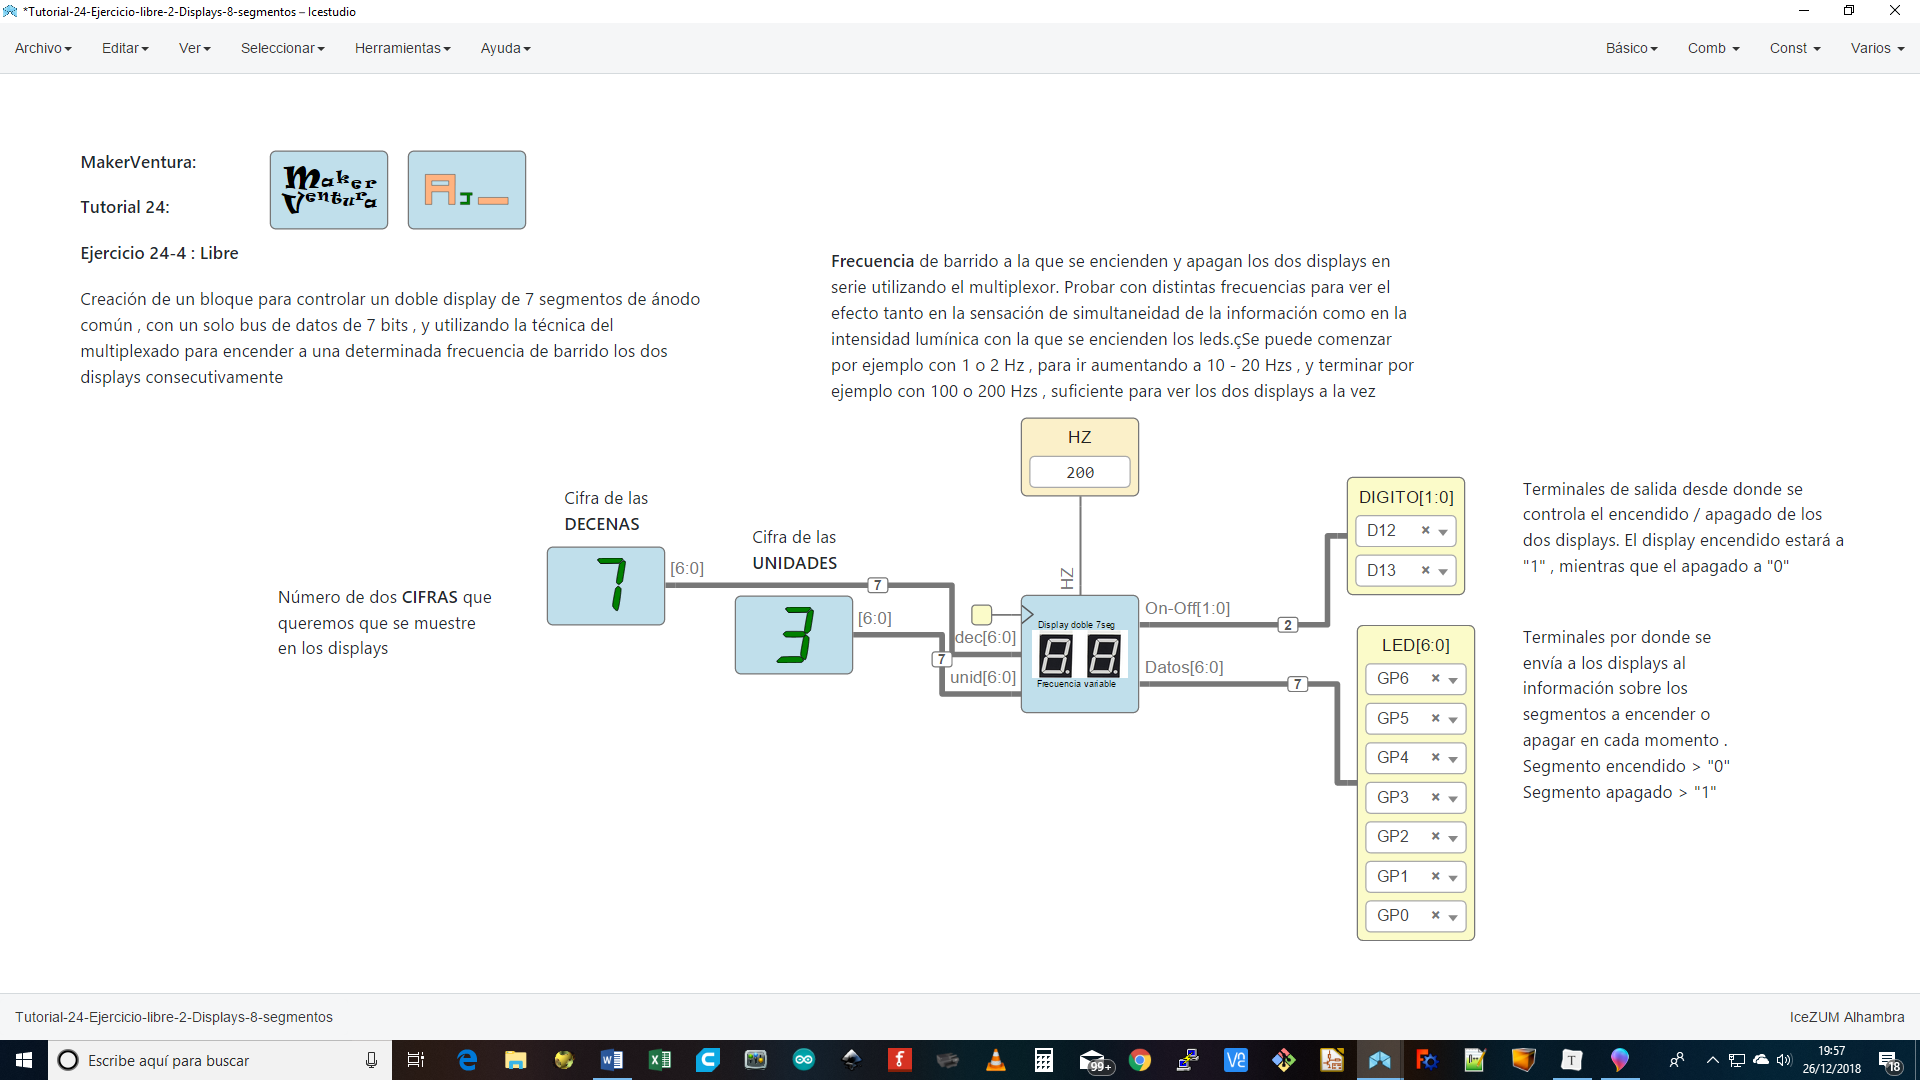 *Tutorial-24-Ejercicio-libre-2-Displays-8-segmentos – Icestudio
Archivo Editar Ver Seleccionar Herramientas Ayuda Básico Comb Const Varios
MakerVentura:
Maker
Ventura
AJ_
Tutorial 24:
Ejercicio 24-4 : Libre
Creación de un bloque para controlar un doble display de 7 segmentos de ánodo
común , con un solo bus de datos de 7 bits , y utilizando la técnica del
multiplexado para encender a una determinada frecuencia de barrido los dos
displays consecutivamente
Frecuencia de barrido a la que se encienden y apagan los dos displays en
serie utilizando el multiplexor. Probar con distintas frecuencias para ver el
efecto tanto en la sensación de simultaneidad de la información como en la
intensidad lumínica con la que se encienden los leds.çSe puede comenzar
por ejemplo con 1 o 2 Hz , para ir aumentando a 10 - 20 Hzs , y terminar por
ejemplo con 100 o 200 Hzs , suficiente para ver los dos displays a la vez
HZ
200
HZ
Cifra de las
DECENAS
7
[6:0]
7
Cifra de las
UNIDADES
3
[6:0]
7
Número de dos CIFRAS que
queremos que se muestre
en los displays
dec[6:0]
unid[6:0]
Display doble 7seg
8.8.
Frecuencia variable
On-Off[1:0]
2
Datos[6:0]
7
DIGITO[1:0]
D12
D13
LED[6:0]
GP6
GP5
GP4
GP3
GP2
GP1
GP0
Terminales de salida desde donde se
controla el encendido / apagado de los
dos displays. El display encendido estará a
"1" , mientras que el apagado a "0"
Terminales por donde se
envía a los displays al
información sobre los
segmentos a encender o
apagar en cada momento .
Segmento encendido > "0"
Segmento apagado > "1"
Tutorial-24-Ejercicio-libre-2-Displays-8-segmentos
IceZUM Alhambra
Escribe aquí para buscar
99+
19:57
26/12/2018
18